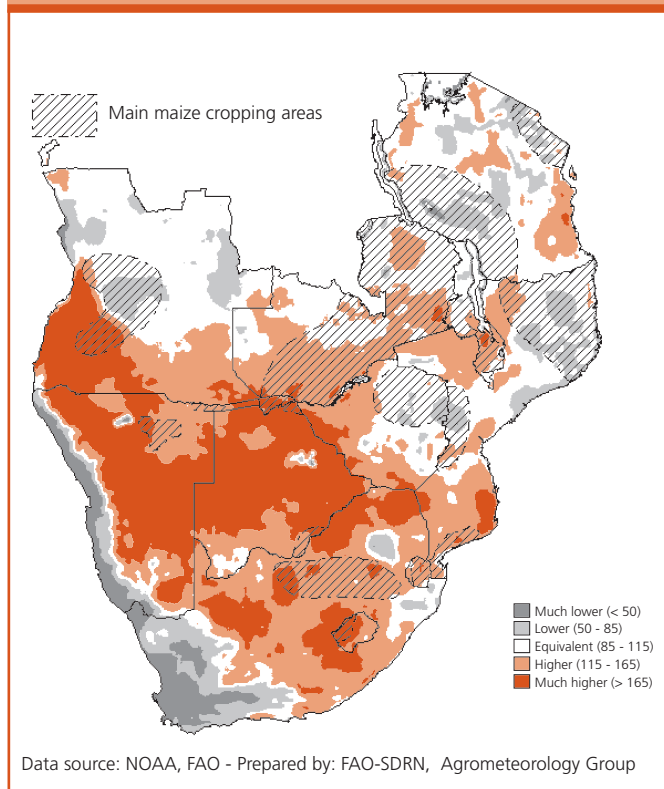 Main maize cropping areas
Much lower (< 50)
Lower (50 - 85)
Equivalent (85 - 115)
Higher (115 - 165)
Much higher (> 165)
Data source: NOAA, FAO - Prepared by: FAO-SDRN, Agrometeorology Group